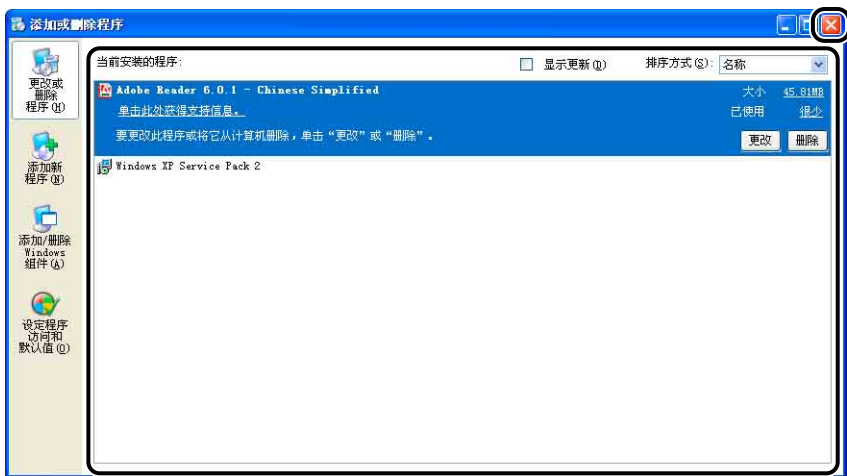 添加或删除程序
更改或
删除
程序(H)
添加新
程序(N)
添加/删除
Windows
组件(A)
设定程序
访问和
默认值(O)
当前安装的程序:
显示更新(D)
排序方式(S): 名称
Adobe Reader 6.0.1 - Chinese Simplified
大小 45.81MB
单击此处获得支持信息。
已使用 很少
要更改此程序或将它从计算机删除，单击“更改”或“删除”。
更改 删除
Windows XP Service Pack 2